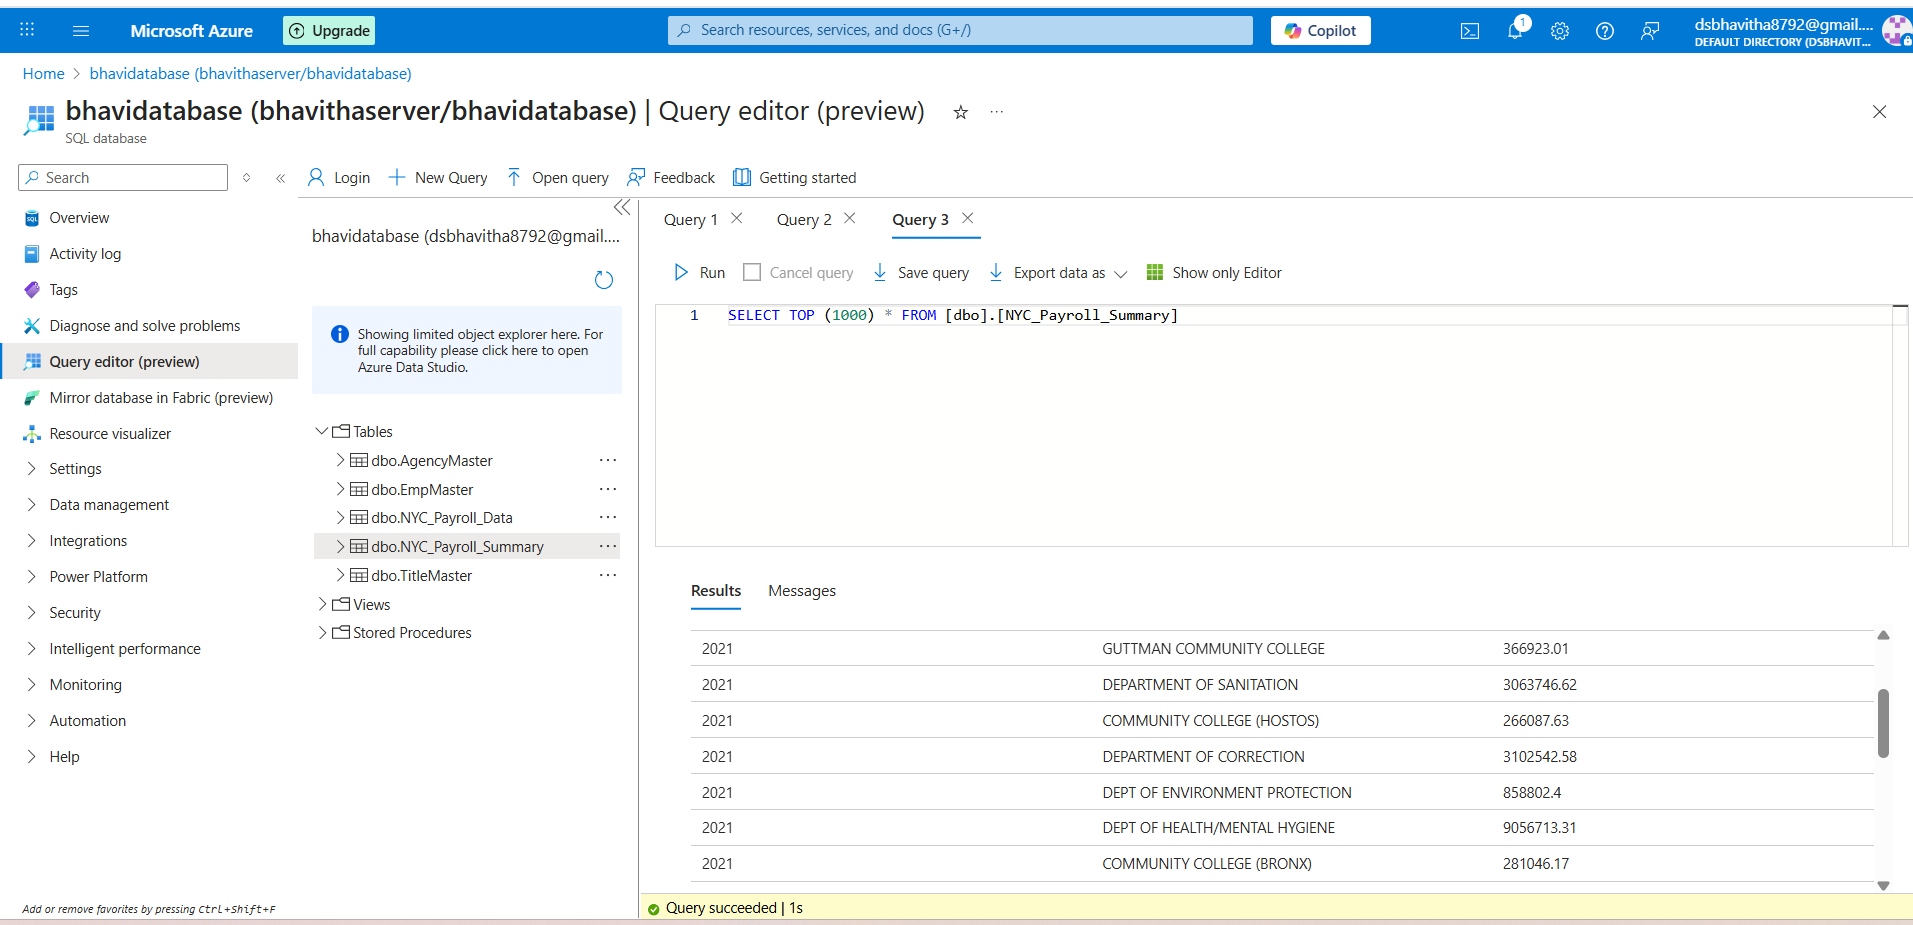 Microsoft Azure
Upgrade
Search resources, services, and docs (G+/)
Copilot
1
dsbhavitha8792@gmail....
DEFAULT DIRECTORY (DSBHAVIT...
Home > bhavidatabase (bhavithaserver/bhavidatabase)
bhavidatabase (bhavithaserver/bhavidatabase) | Query editor (preview)
SQL database
Search
Login
New Query
Open query
Feedback
Getting started
Overview
Activity log
Tags
Diagnose and solve problems
Query editor (preview)
Mirror database in Fabric (preview)
Resource visualizer
Settings
Data management
Integrations
Power Platform
Security
Intelligent performance
Monitoring
Automation
Help
Add or remove favorites by pressing Ctrl+Shift+F
bhavidatabase (dsbhavitha8792@gmail....
Showing limited object explorer here. For
full capability please click here to open
Azure Data Studio.
Tables
dbo.AgencyMaster
dbo.EmpMaster
dbo.NYC_Payroll_Data
dbo.NYC_Payroll_Summary
dbo.TitleMaster
Views
Stored Procedures
Query 1
Query 2
Query 3
Run
Cancel query
Save query
Export data as
Show only Editor
1 SELECT TOP (1000) * FROM [dbo].[NYC_Payroll_Summary]
Results
Messages
2021 GUTTMAN COMMUNITY COLLEGE 366923.01
2021 DEPARTMENT OF SANITATION 3063746.62
2021 COMMUNITY COLLEGE (HOSTOS) 266087.63
2021 DEPARTMENT OF CORRECTION 3102542.58
2021 DEPT OF ENVIRONMENT PROTECTION 858802.4
2021 DEPT OF HEALTH/MENTAL HYGIENE 9056713.31
2021 COMMUNITY COLLEGE (BRONX) 281046.17
Query succeeded | 1s